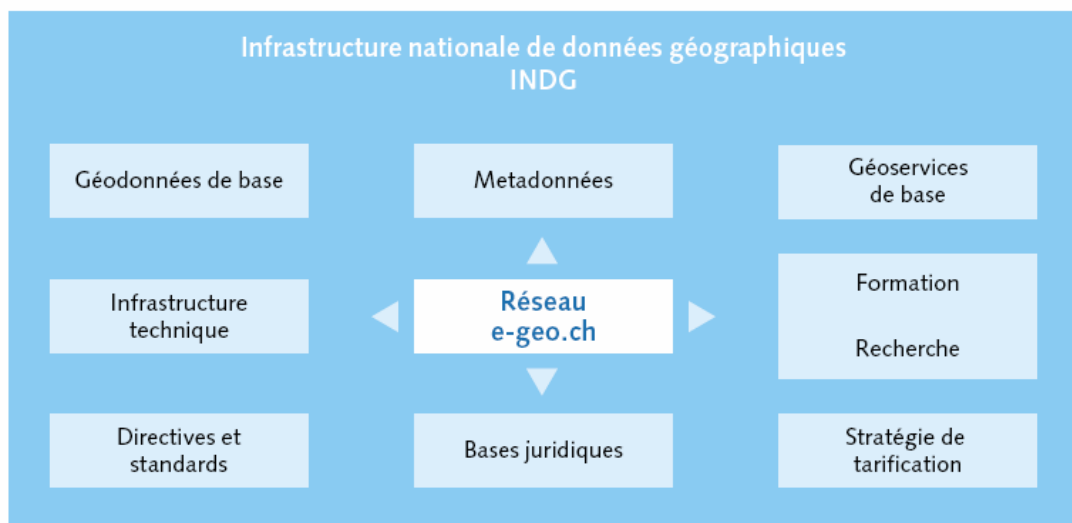 Infrastructure nationale de données géographiques
INDG
Géodonnées de base
Metadonnées
Géoservices
de base
Infrastructure
technique
Réseau
e-geo.ch
Formation
Recherche
Directives et
standards
Bases juridiques
Stratégie de
tarification